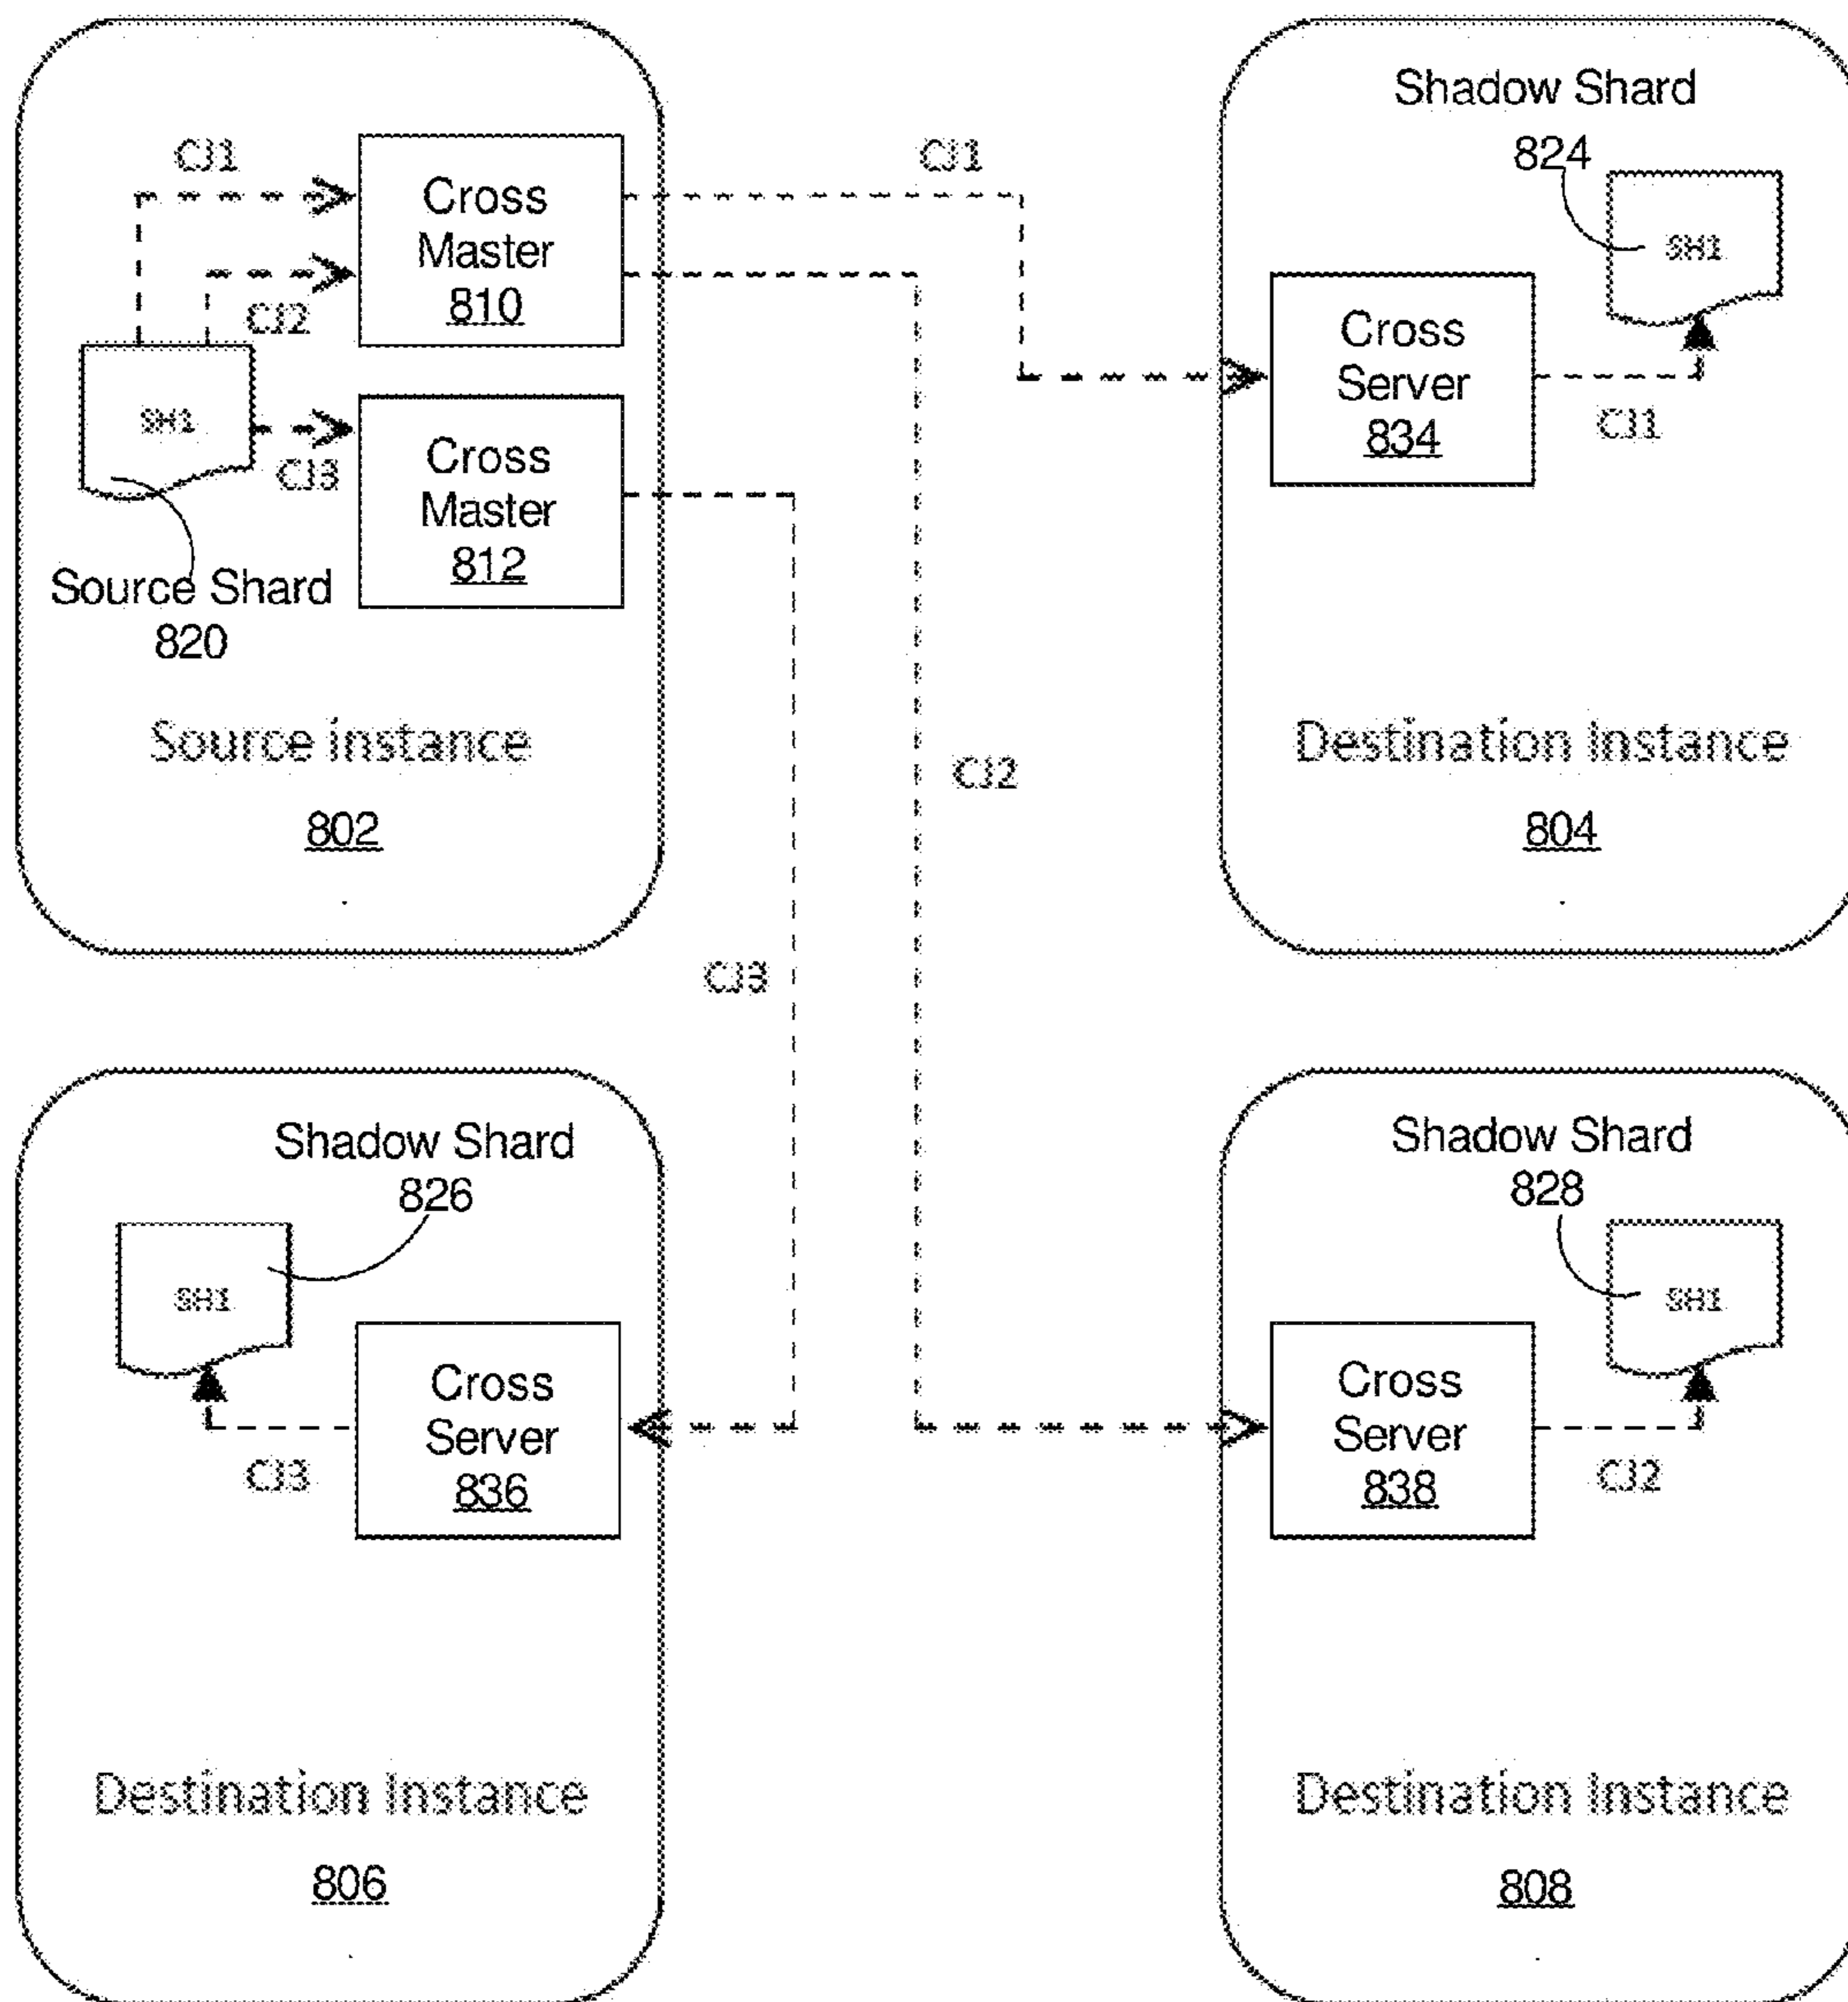 CJ1
CJ2
SH1
CJ3
Source Shard
820
Cross
Master
810
Cross
Master
812
Source instance
802
CJ1
CJ2
CJ3
Shadow Shard
824
SH1
Cross
Server
834
CJ1
Destination Instance
804
Shadow Shard
826
SH1
Cross
Server
836
CJ3
Destination Instance
806
Shadow Shard
828
SH1
Cross
Server
838
CJ2
Destination Instance
808